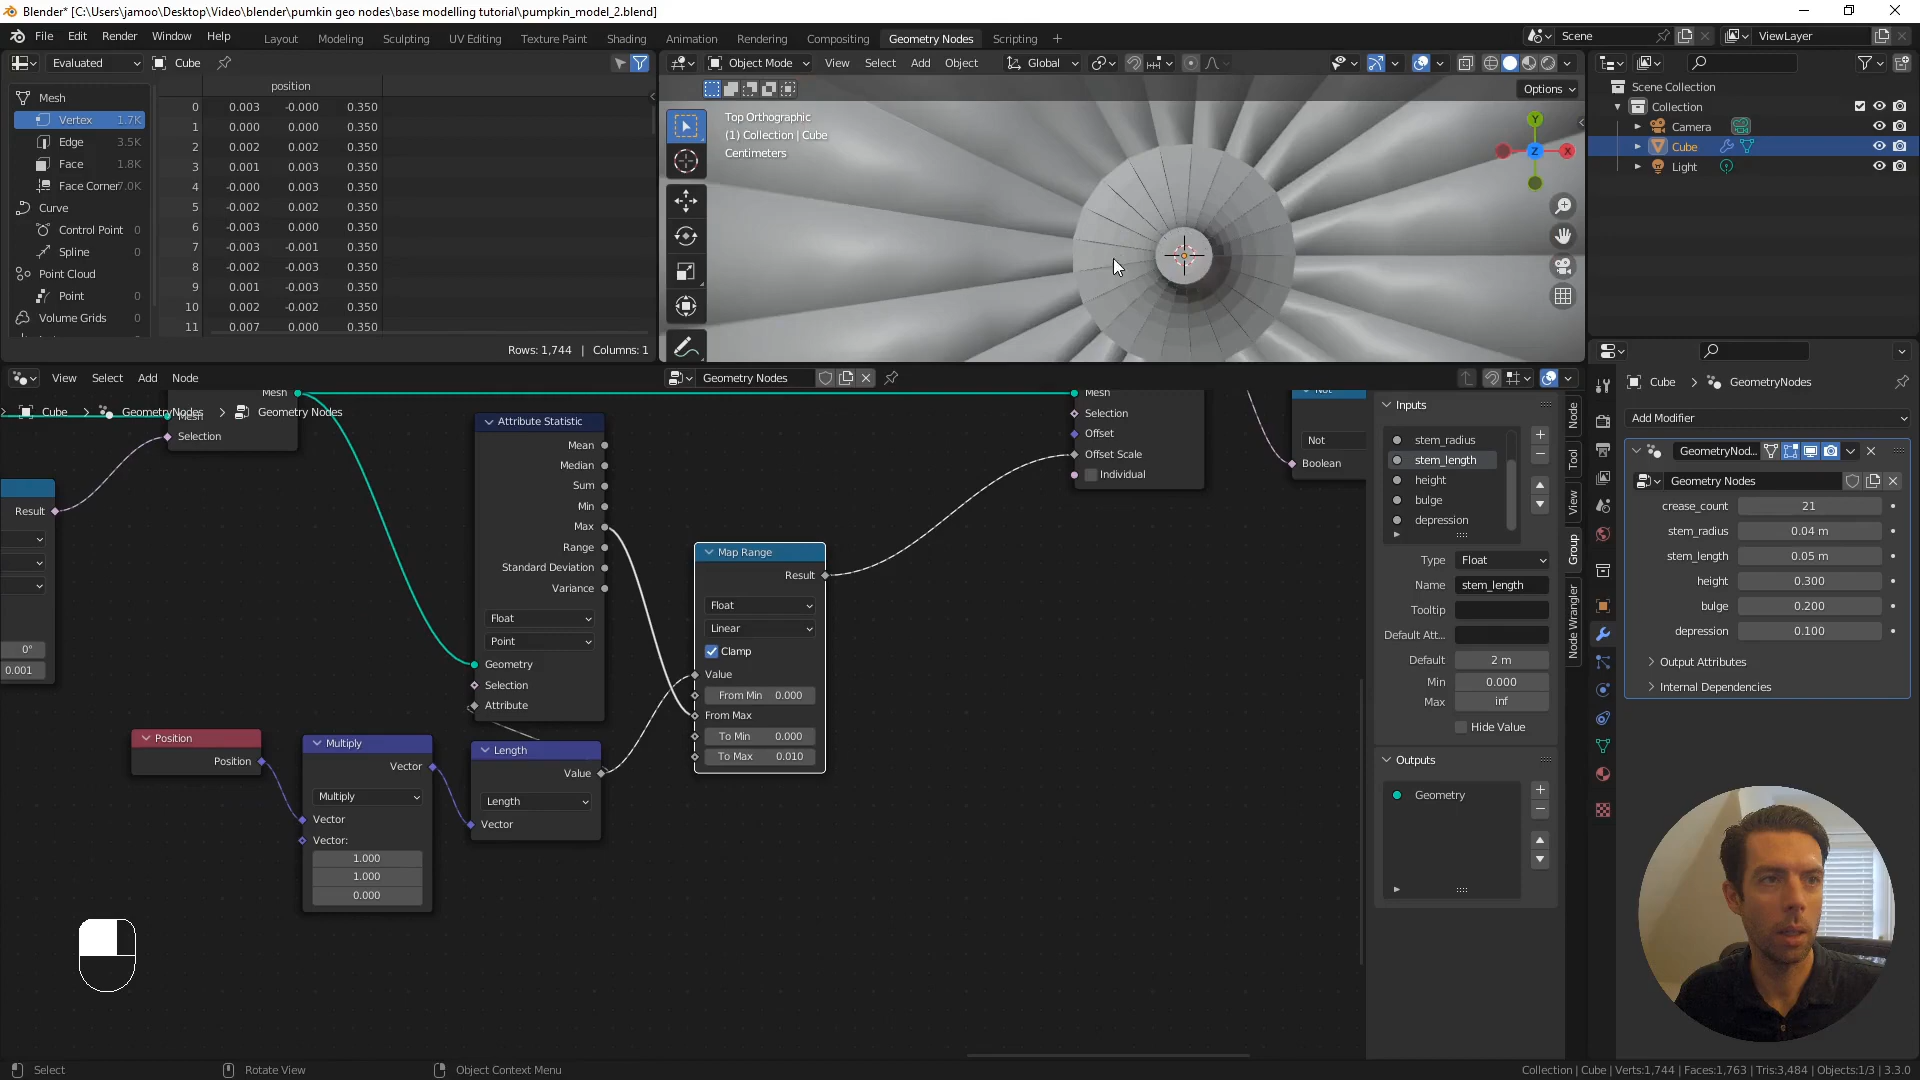 Blender* [C:\Users\jamoo\Desktop\Video\blender\pumkin geo nodes\base modelling tutorial\pumpkin_model_2.blend]
File Edit Render Window Help Layout Modeling Sculpting UV Editing Texture Paint Shading Animation Rendering Compositing Geometry Nodes Scripting + Scene ViewLayer
Evaluated Cube
position
Mesh
Vertex 1.7K
Edge 3.5K
Face 1.8K
Face Corner 7.0K
Curve
Control Point 0
Spline 0
Point Cloud
Point 0
Volume Grids 0
0 0.003 -0.000 0.350
1 0.000 0.000 0.350
2 0.002 0.002 0.350
3 0.001 0.003 0.350
4 -0.000 0.003 0.350
5 -0.002 0.002 0.350
6 -0.003 0.000 0.350
7 -0.003 -0.001 0.350
8 -0.002 -0.003 0.350
9 0.001 -0.003 0.350
10 0.002 -0.002 0.350
11 0.007 0.000 0.350
Rows: 1,744 | Columns: 1
Object Mode View Select Add Object Global
Options
Top Orthographic
(1) Collection | Cube
Centimeters
Y
X
Z
Scene Collection
Collection
Camera
Cube
Light
View Select Add Node Geometry Nodes
Cube > GeometryNodes > Geometry Nodes
Mesh
Mesh
Selection
Result
0°
0.001
Attribute Statistic
Mean
Median
Sum
Min
Max
Range
Standard Deviation
Variance
Float
Point
Geometry
Selection
Attribute
Position
Position
Multiply
Vector
Multiply
Vector
Vector:
1.000
1.000
0.000
Length
Value
Length
Vector
Map Range
Result
Float
Linear
Clamp
Value
From Min 0.000
From Max
To Min 0.000
To Max 0.010
Mesh
Selection
Offset
Offset Scale
Individual
Not
Not
Boolean
Inputs
stem_radius
stem_length
height
bulge
depression
Type Float
Name stem_length
Tooltip
Default Att...
Default 2 m
Min 0.000
Max inf
Hide Value
Outputs
Geometry
Node
Tool
View
Group
Node Wrangler
Cube > GeometryNodes
Add Modifier
GeometryNod...
Geometry Nodes
crease_count 21
stem_radius 0.04 m
stem_length 0.05 m
height 0.300
bulge 0.200
depression 0.100
Output Attributes
Internal Dependencies
Select Rotate View Object Context Menu
Collection | Cube | Verts:1,744 | Faces:1,763 | Tris:3,484 | Objects:1/3 | 3.3.0